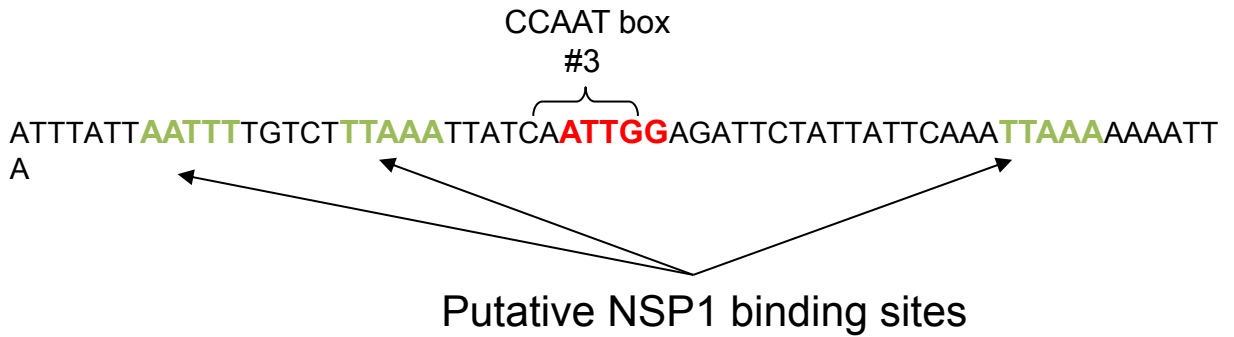 CCAAT box
#3
ATTTATTAATTTTGTCTTTAAATTATCAATTGGAGATTCTATTATTCAAATTAAAAAAATT
A
Putative NSP1 binding sites